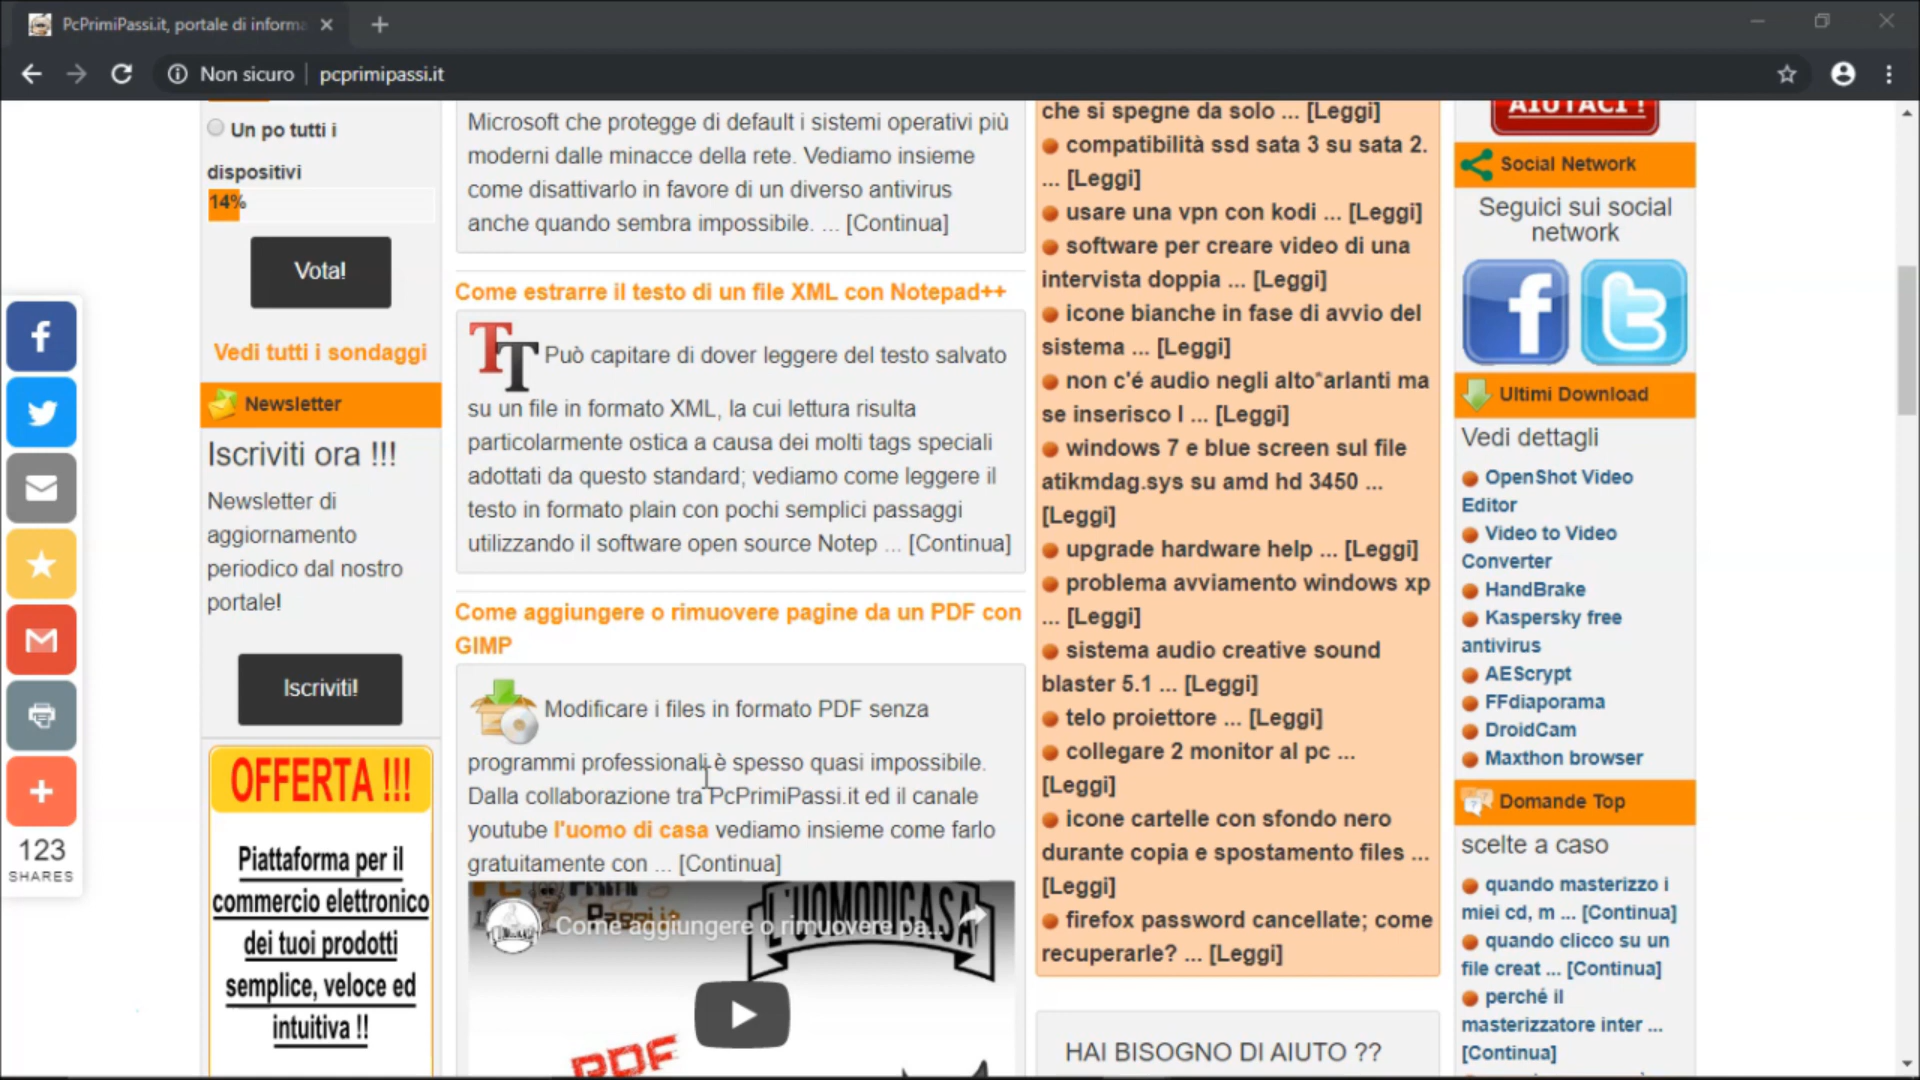 PcPrimiPassi.it, portale di informa
Non sicuro
pcprimipassi.it
Un po tutti i
dispositivi
14%
Vota!
Vedi tutti i sondaggi
Newsletter
Iscriviti ora !!!
Newsletter di
aggiornamento
periodico dal nostro
portale!
Iscriviti!
OFFERTA !!!
Piattaforma per il
commercio elettronico
dei tuoi prodotti
semplice, veloce ed
intuitiva !!
123
SHARES
Microsoft che protegge di default i sistemi operativi più
moderni dalle minacce della rete. Vediamo insieme
come disattivarlo in favore di un diverso antivirus
anche quando sembra impossibile. ... [Continua]
Come estrarre il testo di un file XML con Notepad++
TT
Può capitare di dover leggere del testo salvato
su un file in formato XML, la cui lettura risulta
particolarmente ostica a causa dei molti tags speciali
adottati da questo standard; vediamo come leggere il
testo in formato plain con pochi semplici passaggi
utilizzando il software open source Notep ... [Continua]
Come aggiungere o rimuovere pagine da un PDF con
GIMP
Modificare i files in formato PDF senza
programmi professionali è spesso quasi impossibile.
Dalla collaborazione tra PcPrimiPassi.it ed il canale
youtube l'uomo di casa vediamo insieme come farlo
gratuitamente con ... [Continua]
Come aggiungere o rimuovere pa...
L'UOMODICASA
PDF
che si spegne da solo ... [Leggi]
compatibilità ssd sata 3 su sata 2.
... [Leggi]
usare una vpn con kodi ... [Leggi]
software per creare video di una
intervista doppia ... [Leggi]
icone bianche in fase di avvio del
sistema ... [Leggi]
non c'é audio negli alto*arlanti ma
se inserisco l ... [Leggi]
windows 7 e blue screen sul file
atikmdag.sys su amd hd 3450 ...
[Leggi]
upgrade hardware help ... [Leggi]
problema avviamento windows xp
... [Leggi]
sistema audio creative sound
blaster 5.1 ... [Leggi]
telo proiettore ... [Leggi]
collegare 2 monitor al pc ...
[Leggi]
icone cartelle con sfondo nero
durante copia e spostamento files ...
[Leggi]
firefox password cancellate; come
recuperarle? ... [Leggi]
HAI BISOGNO DI AIUTO ??
AIUTACI !
Social Network
Seguici sui social
network
Ultimi Download
Vedi dettagli
OpenShot Video
Editor
Video to Video
Converter
HandBrake
Kaspersky free
antivirus
AEScrypt
FFdiaporama
DroidCam
Maxthon browser
Domande Top
scelte a caso
quando masterizzo i
miei cd, m ... [Continua]
quando clicco su un
file creat ... [Continua]
perché il
masterizzatore inter ...
[Continua]